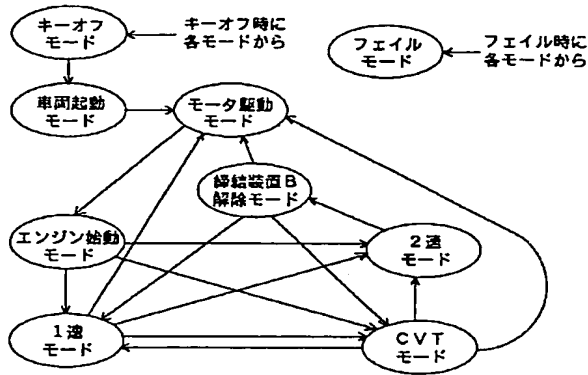 キーオフ
モード
キーオフ時に
各モードから
フェイル
モード
フェイル時に
各モードから
車両起動
モード
モータ駆動
モード
締結装置B
解除モード
エンジン始動
モード
2速
モード
1速
モード
CVT
モード